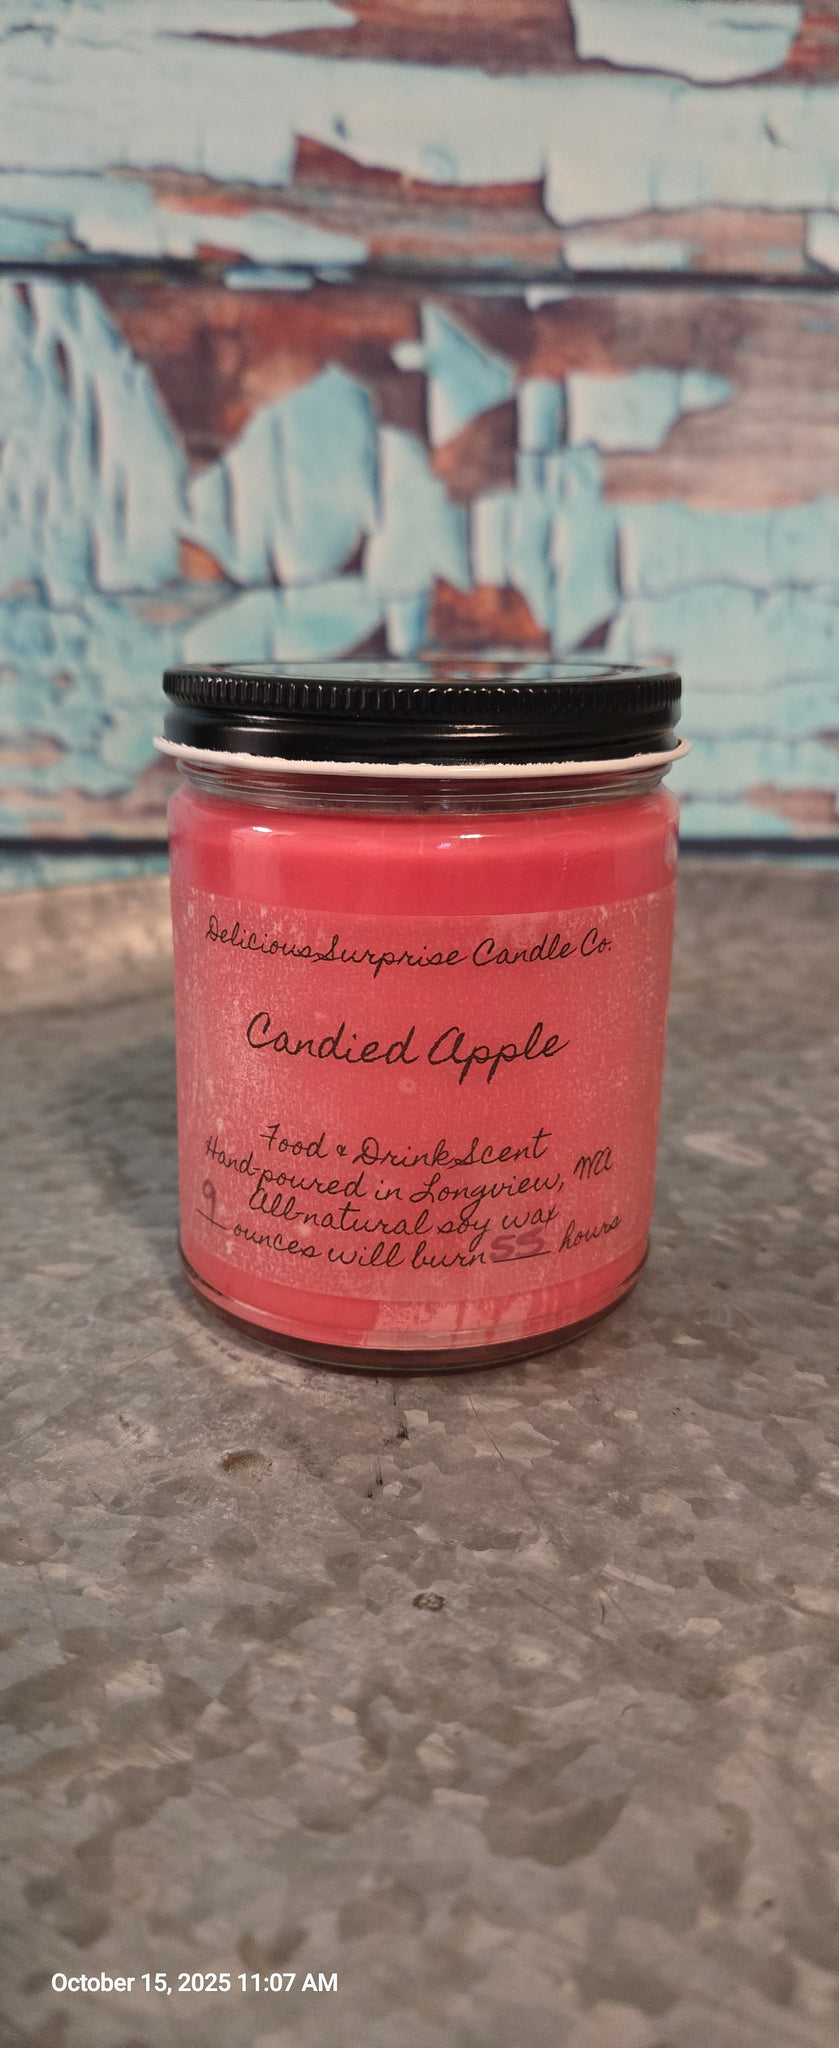 Delicious Surprise Candle Co.
Candied Apple
Food & Drink Scent
Hand-poured in Longview, WA
All-natural soy wax
9 ounces will burn 55 hours
October 15, 2025 11:07 AM